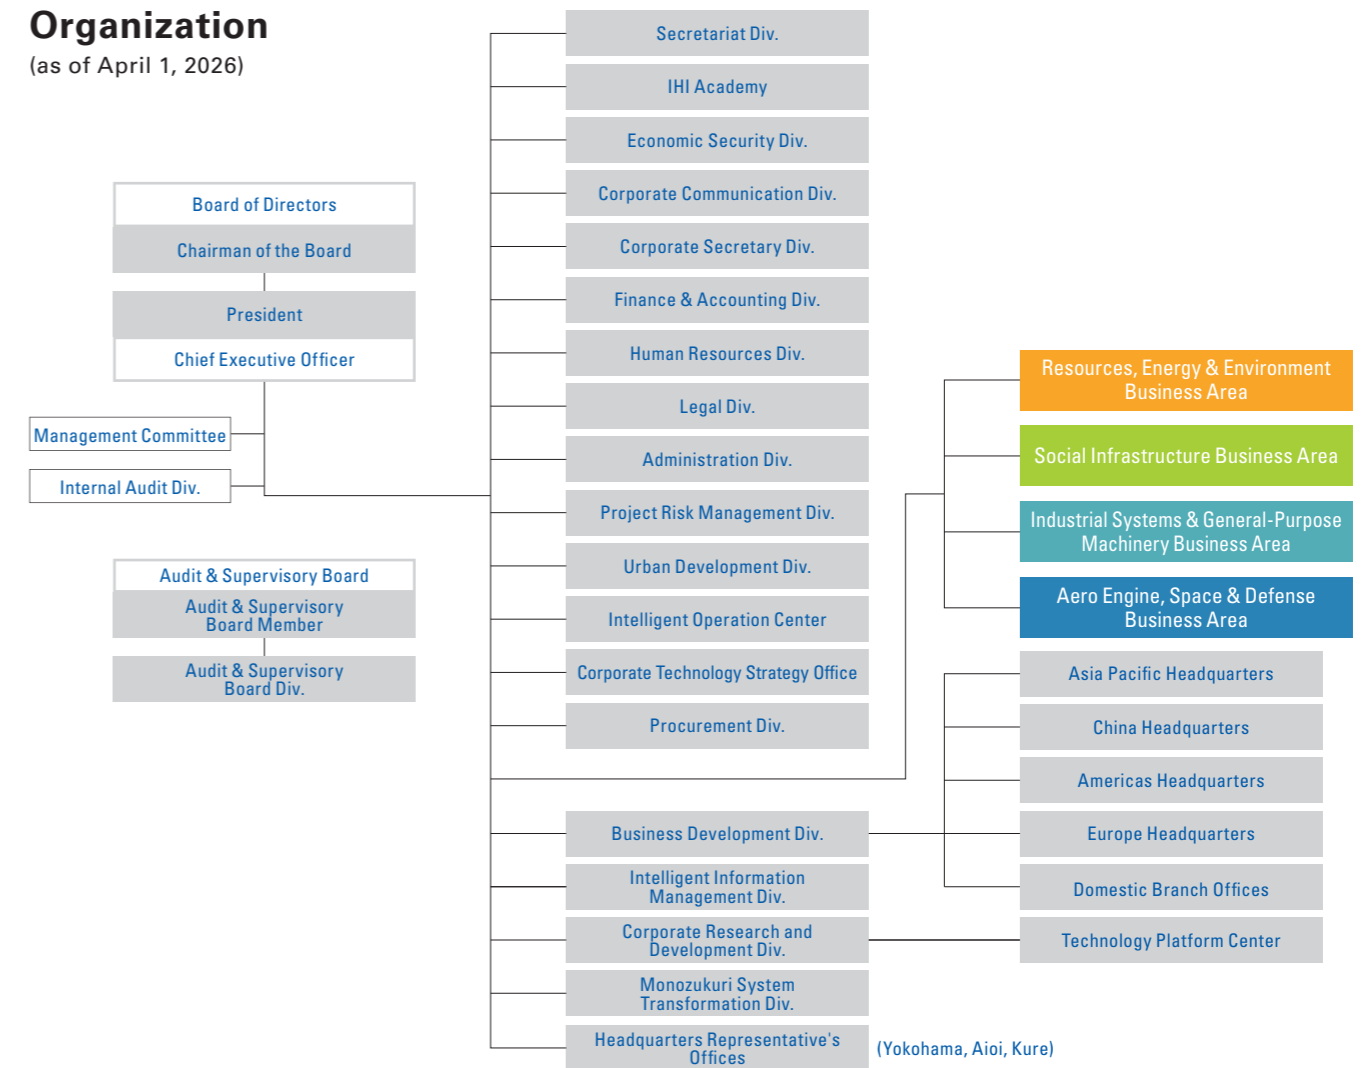 Organization
(as of April 1, 2026)
Board of Directors
Chairman of the Board
President
Chief Executive Officer
Management Committee
Internal Audit Div.
Audit & Supervisory Board
Audit & Supervisory
Board Member
Audit & Supervisory
Board Div.
Secretariat Div.
IHI Academy
Economic Security Div.
Corporate Communication Div.
Corporate Secretary Div.
Finance & Accounting Div.
Human Resources Div.
Legal Div.
Administration Div.
Project Risk Management Div.
Urban Development Div.
Intelligent Operation Center
Corporate Technology Strategy Office
Procurement Div.
Business Development Div.
Intelligent Information
Management Div.
Corporate Research and
Development Div.
Monozukuri System
Transformation Div.
Headquarters Representative's
Offices
(Yokohama, Aioi, Kure)
Resources, Energy & Environment
Business Area
Social Infrastructure Business Area
Industrial Systems & General-Purpose
Machinery Business Area
Aero Engine, Space & Defense
Business Area
Asia Pacific Headquarters
China Headquarters
Americas Headquarters
Europe Headquarters
Domestic Branch Offices
Technology Platform Center